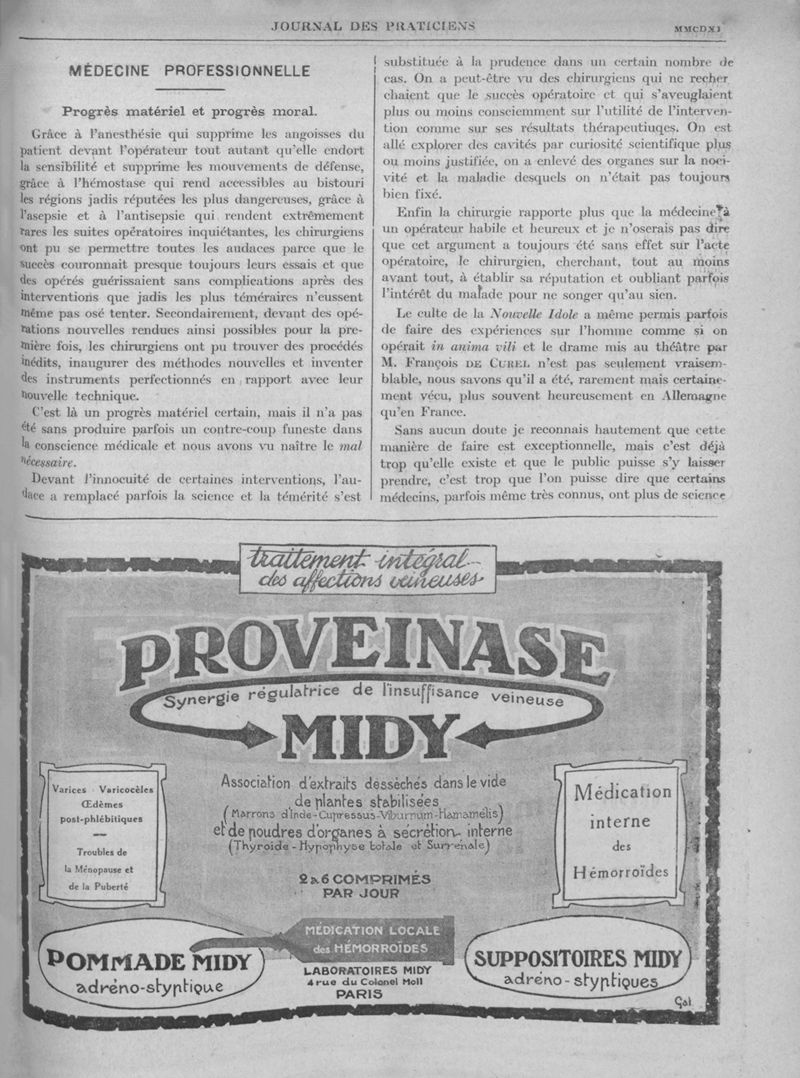 JOURNAL DES PRATICIENS
MMCDXI
MÉDECINE PROFESSIONNELLE
Progrès matériel et progrès moral.
Grâce à l'anesthésie qui supprime les angoisses du
patient devant l'opérateur tout autant qu'elle endort
la sensibilité et supprime les mouvements de défense,
grâce à l'hémostase qui rend accessibles au bistouri
les régions jadis réputées les plus dangereuses, grâce à
l'asepsie et à l'antisepsie qui rendent extrêmement
rares les suites opératoires inquiétantes, les chirurgiens
ont pu se permettre toutes les audaces parce que le
succès couronnait presque toujours leurs essais et que
des opérés guérissaient sans complications après des
interventions que jadis les plus téméraires n'eussent
même pas osé tenter. Secondairement, devant des opé-
rations nouvelles rendues ainsi possibles pour la pre-
mière fois, les chirurgiens ont pu trouver des procédés
inédits, inaugurer des méthodes nouvelles et inventer
des instruments perfectionnés en rapport avec leur
nouvelle technique.
C'est là un progrès matériel certain, mais il n'a pas
été sans produire parfois un contre-coup funeste dans
la conscience médicale et nous avons vu naître le mal
nécessaire.
Devant l'innocuité de certaines interventions, l'au-
dace a remplacé parfois la science et la témérité s'est
substituée à la prudence dans un certain nombre de
cas. On a peut-être vu des chirurgiens qui ne recher
chaient que le succès opératoire et qui s'aveuglaient
plus ou moins consciemment sur l'utilité de l'interven-
tion comme sur ses résultats thérapeutiuqes. On est
allé explorer des cavités par curiosité scientifique plus
ou moins justifiée, on a enlevé des organes sur la noci-
vité et la maladie desquels on n'était pas toujours
bien fixé.
Enfin la chirurgie rapporte plus que la médecine à
un opérateur habile et heureux et je n'oserais pas dire
que cet argument a toujours été sans effet sur l'acte
opératoire, le chirurgien, cherchant, tout au moins
avant tout, à établir sa réputation et oubliant parfois
l'intérêt du malade pour ne songer qu'au sien.
Le culte de la Nouvelle Idole a même permis parfois
de faire des expériences sur l'homme comme si on
opérait in anima vili et le drame mis au théâtre par
M. François DE CUREL n'est pas seulement vraisem-
blable, nous savons qu'il a été, rarement mais certaine-
ment vécu, plus souvent heureusement en Allemagne
qu'en France.
Sans aucun doute je reconnais hautement que cette
manière de faire est exceptionnelle, mais c'est déjà
trop qu'elle existe et que le public puisse s'y laisser
prendre, c'est trop que l'on puisse dire que certains
médecins, parfois même très connus, ont plus de science
traitement intégral
des affections veineuses
PROVEINASE
Synergie régulatrice de l'insuffisance veineuse
MIDY
Varices Varicocèles
Œdèmes
post-phlébitiques
Troubles de
la Ménopause et
de la Puberté
Association d'extraits desséchés dans le vide
de plantes stabilisées
(Marrons d'Inde-Cupressus-Viburnum-Hamamelis)
et de poudres d'organes à sécrétion interne
(Thyroïde - Hypophyse totale et Surrénale)
2 à 6 COMPRIMÉS
PAR JOUR
Médication
interne
des
Hémorroïdes
MÉDICATION LOCALE
des HÉMORROÏDES
POMMADE MIDY
adréno-styptique
LABORATOIRES MIDY
4 rue du Colonel Moll
PARIS
SUPPOSITOIRES MIDY
adréno-styptiques
Gal